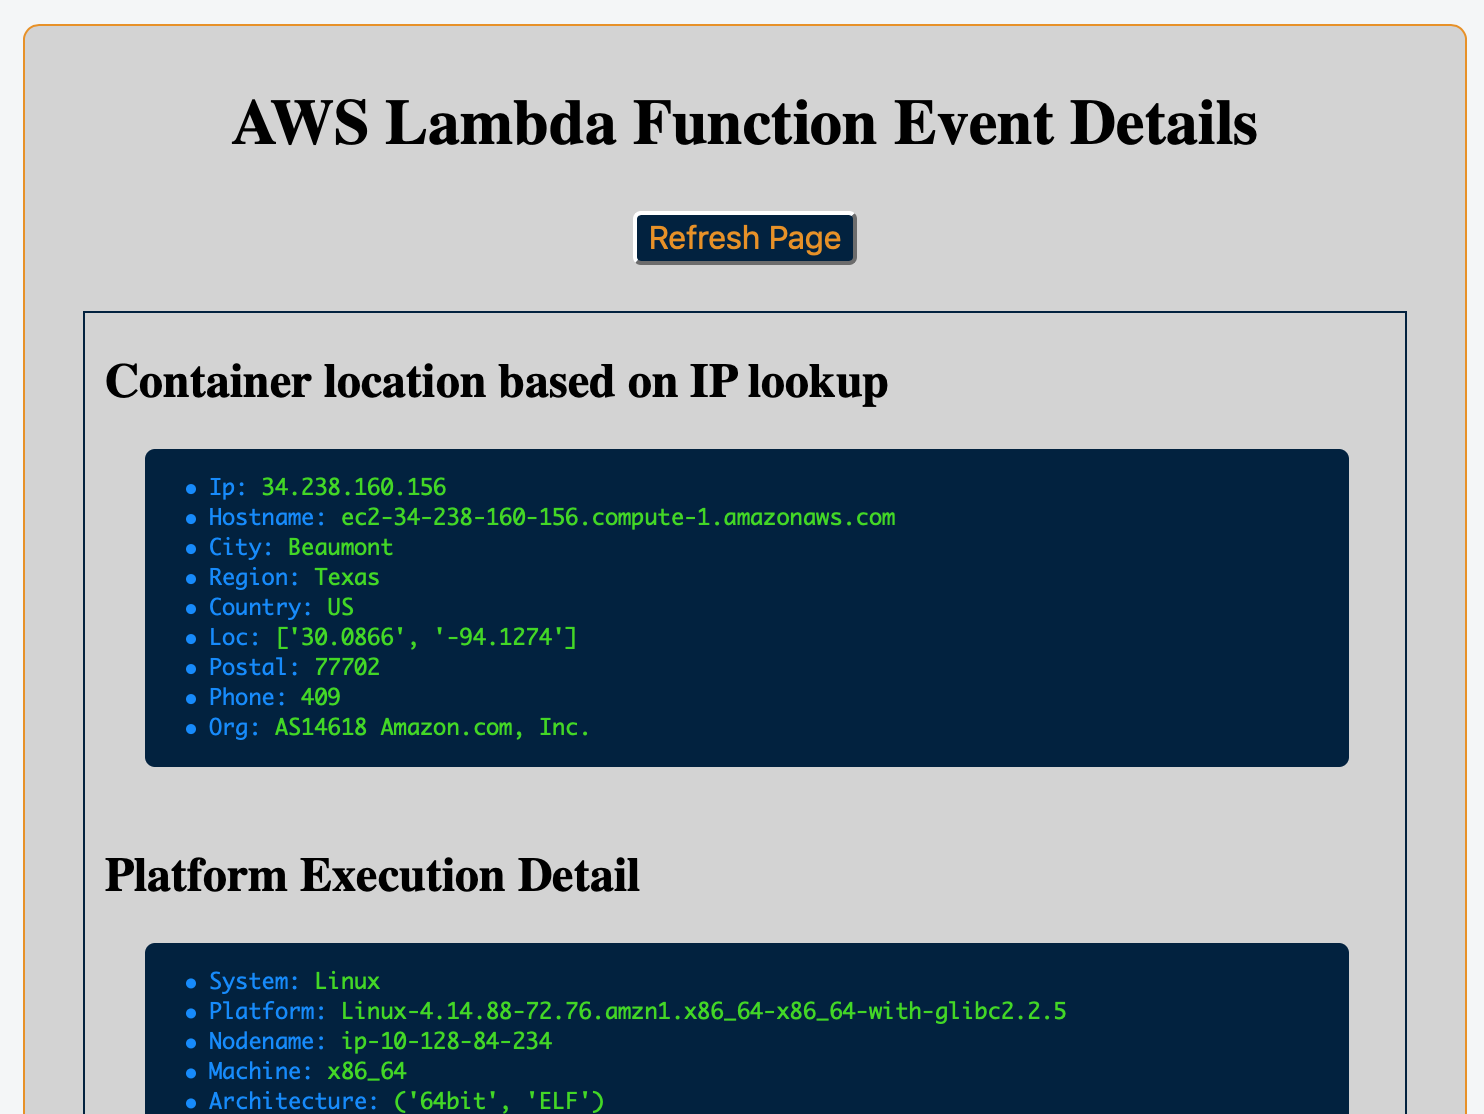 AWS Lambda Function Event Details
Refresh Page
Container location based on IP lookup
Ip: 34.238.160.156
Hostname: ec2-34-238-160-156.compute-1.amazonaws.com
City: Beaumont
Region: Texas
Country: US
Loc: ['30.0866', '-94.1274']
Postal: 77702
Phone: 409
Org: AS14618 Amazon.com, Inc.
Platform Execution Detail
System: Linux
Platform: Linux-4.14.88-72.76.amzn1.x86_64-x86_64-with-glibc2.2.5
Nodename: ip-10-128-84-234
Machine: x86_64
Architecture: ('64bit', 'ELF')